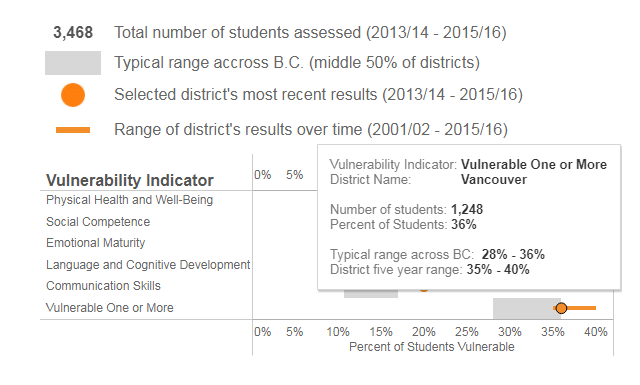 3,468 Total number of students assessed (2013/14 - 2015/16)
Typical range accross B.C. (middle 50% of districts)
Selected district's most recent results (2013/14 - 2015/16)
Range of district's results over time (2001/02 - 2015/16)
Vulnerability Indicator
0% 5%
Physical Health and Well-Being
Social Competence
Emotional Maturity
Language and Cognitive Development
Communication Skills
Vulnerable One or More
Vulnerability Indicator: Vulnerable One or More
District Name: Vancouver
Number of students: 1,248
Percent of Students: 36%
Typical range across BC: 28% - 36%
District five year range: 35% - 40%
0% 5% 10% 15% 20% 25% 30% 35% 40%
Percent of Students Vulnerable